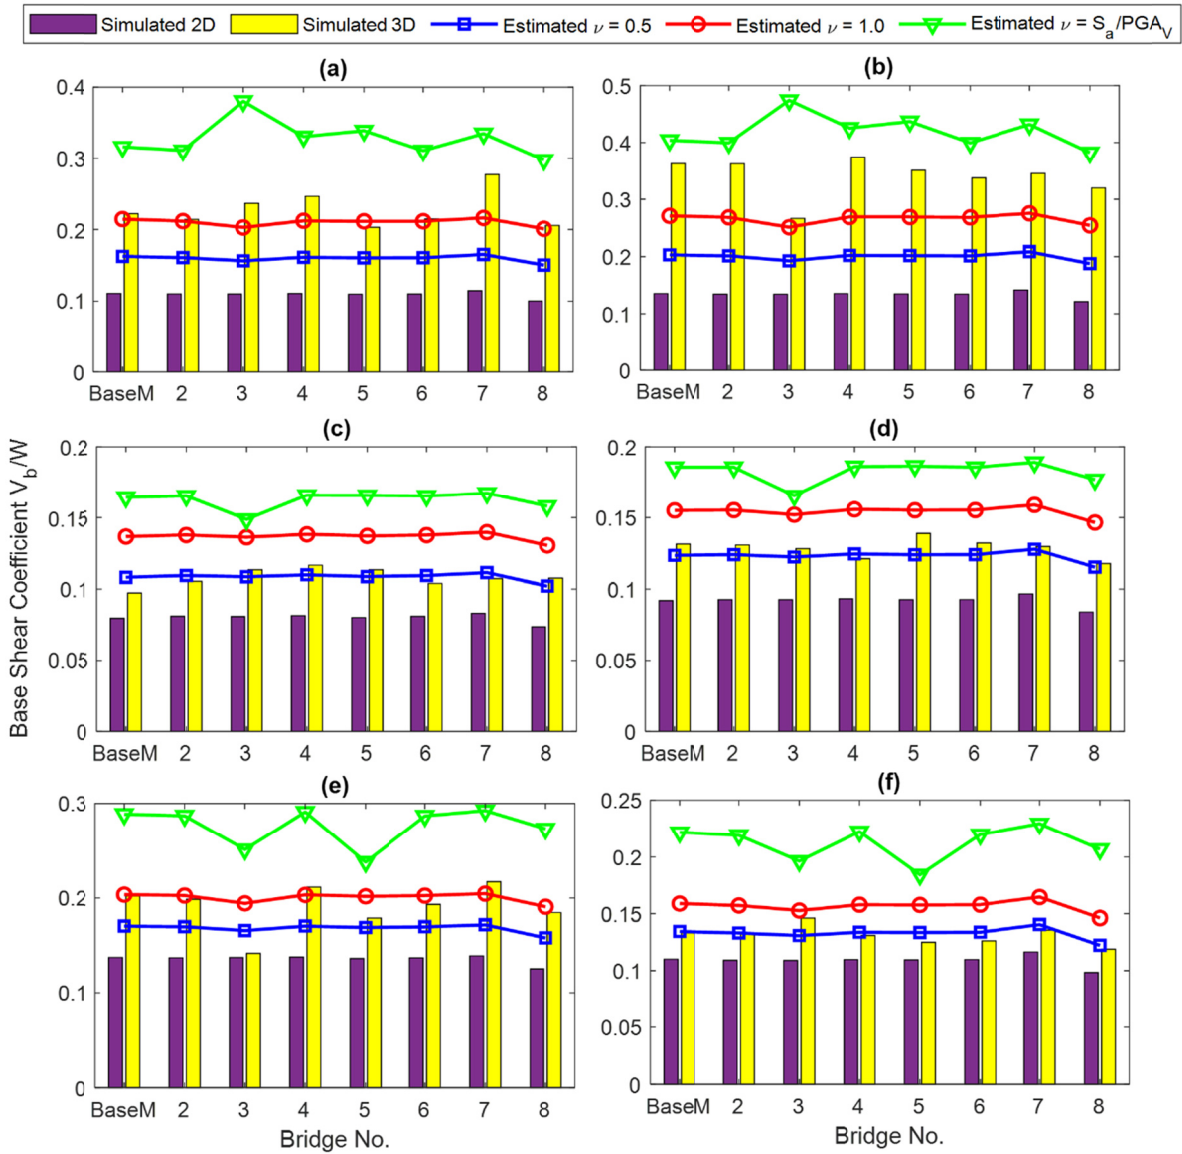 Simulated 2D Simulated 3D Estimated ν = 0.5 Estimated ν = 1.0 Estimated ν = Sa/PGAV
(a)
0.4
0.3
0.2
0.1
0
BaseM 2 3 4 5 6 7 8
(b)
0.5
0.4
0.3
0.2
0.1
0
BaseM 2 3 4 5 6 7 8
Base Shear Coefficient Vb/W
(c)
0.2
0.15
0.1
0.05
0
BaseM 2 3 4 5 6 7 8
(d)
0.2
0.15
0.1
0.05
0
BaseM 2 3 4 5 6 7 8
(e)
0.3
0.2
0.1
0
BaseM 2 3 4 5 6 7 8
Bridge No.
(f)
0.25
0.2
0.15
0.1
0.05
0
BaseM 2 3 4 5 6 7 8
Bridge No.